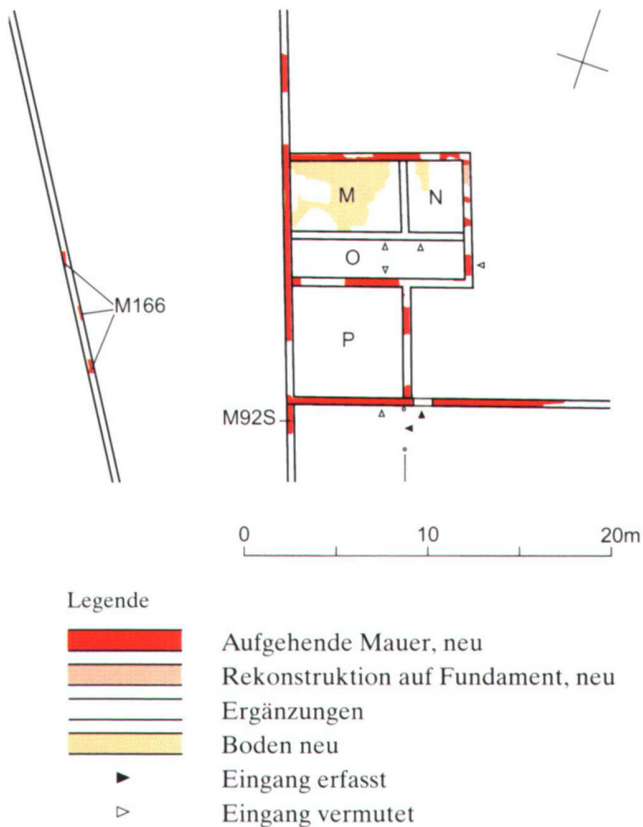 M
N
O
M166
P
M92S
0 10 20m
Legende
Aufgehende Mauer, neu
Rekonstruktion auf Fundament, neu
Ergänzungen
Boden neu
Eingang erfasst
Eingang vermutet